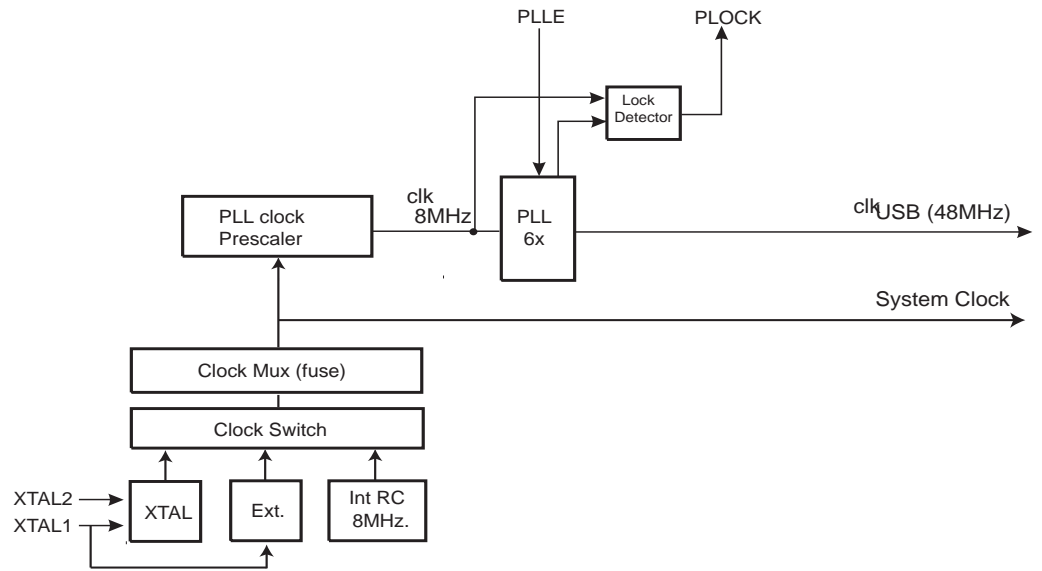 PLLE
PLOCK
Lock
Detector
clk
8MHz
PLL clock
Prescaler
PLL
6x
clkUSB (48MHz)
System Clock
Clock Mux (fuse)
Clock Switch
XTAL2
XTAL1
XTAL
Ext.
Int RC
8MHz.